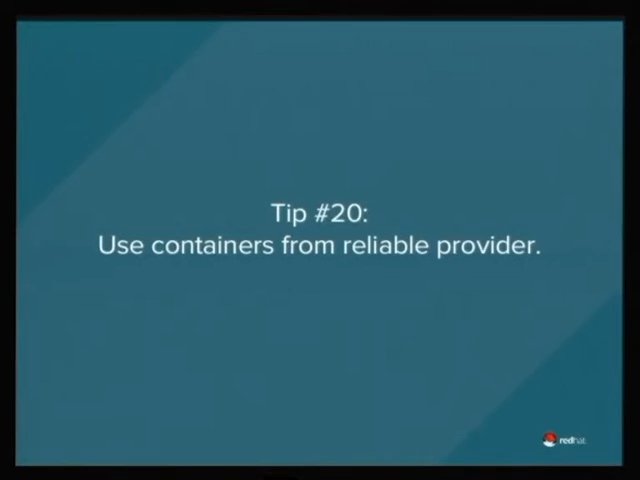 Tip #20:
Use containers from reliable provider.
redhat